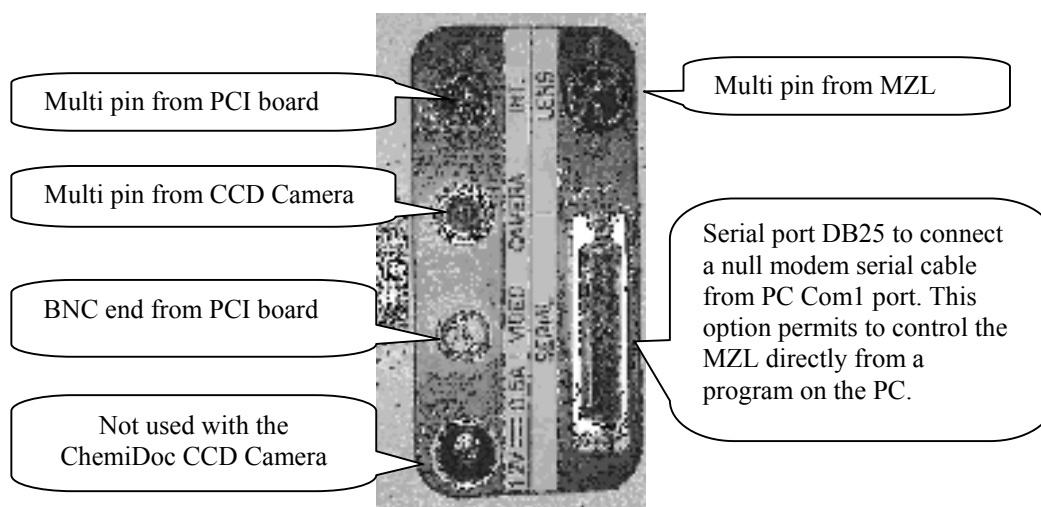 Multi pin from PCI board
Multi pin from CCD Camera
BNC end from PCI board
Not used with the
ChemiDoc CCD Camera
INT.
CAMERA
VIDEO
12V 0.5A
LENS
SERIAL
Multi pin from MZL
Serial port DB25 to connect
a null modem serial cable
from PC Com1 port. This
option permits to control the
MZL directly from a
program on the PC.